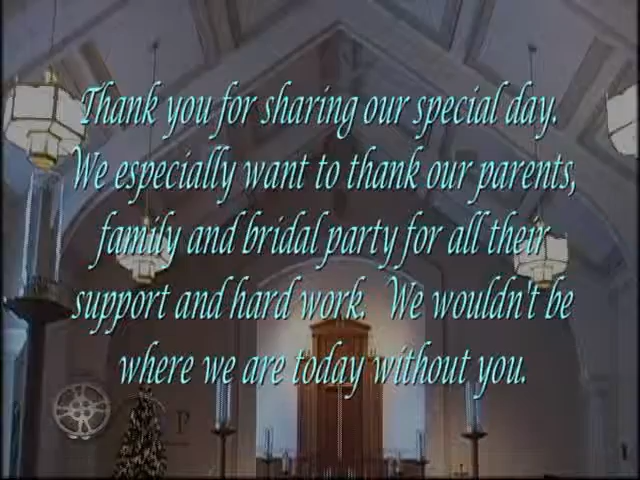 Thank you for sharing our special day.
We especially want to thank our parents,
family and bridal party for all their
support and hard work.  We wouldn't be
where we are today without you.
P